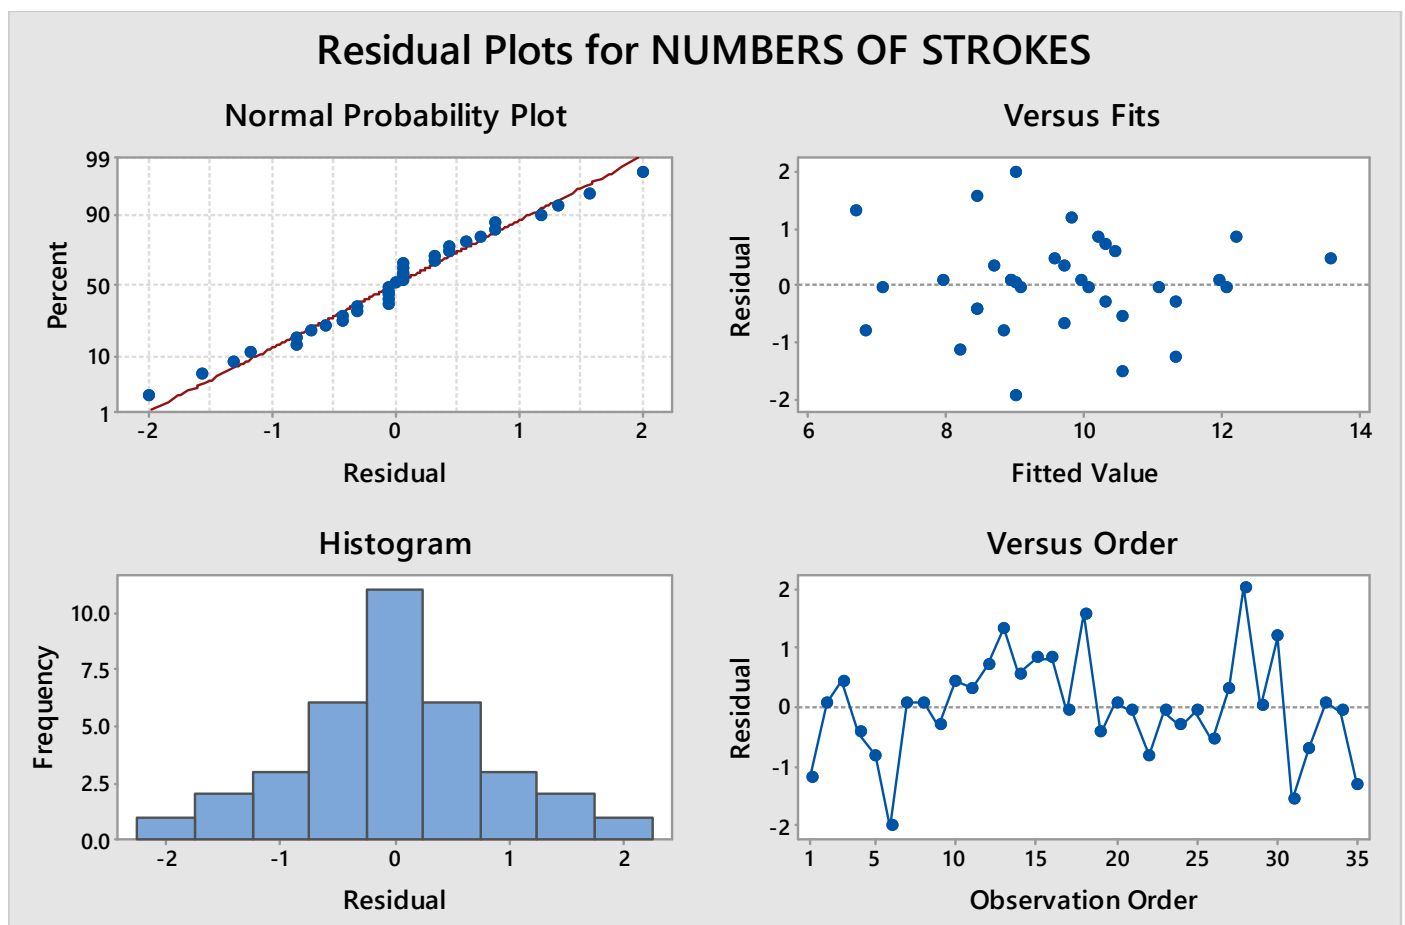 Residual Plots for NUMBERS OF STROKES
Normal Probability Plot
99
90
50
10
1
Percent
-2 -1 0 1 2
Residual
Versus Fits
2
1
0
-1
-2
Residual
6 8 10 12 14
Fitted Value
Histogram
10.0
7.5
5.0
2.5
0.0
Frequency
-2 -1 0 1 2
Residual
Versus Order
2
1
0
-1
-2
Residual
1 5 10 15 20 25 30 35
Observation Order